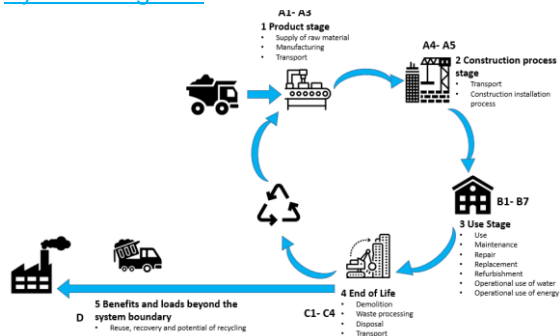 A1- A3
1 Product stage
• Supply of raw material
• Manufacturing
• Transport
A4- A5
2 Construction process
stage
• Transport
• Construction installation
process
B1- B7
3 Use Stage
• Use
• Maintenance
• Repair
• Replacement
• Refurbishment
• Operational use of water
• Operational use of energy
4 End of Life
C1- C4
• Demolition
• Waste processing
• Disposal
• Transport
5 Benefits and loads beyond the
D system boundary
• Reuse, recovery and potential of recycling